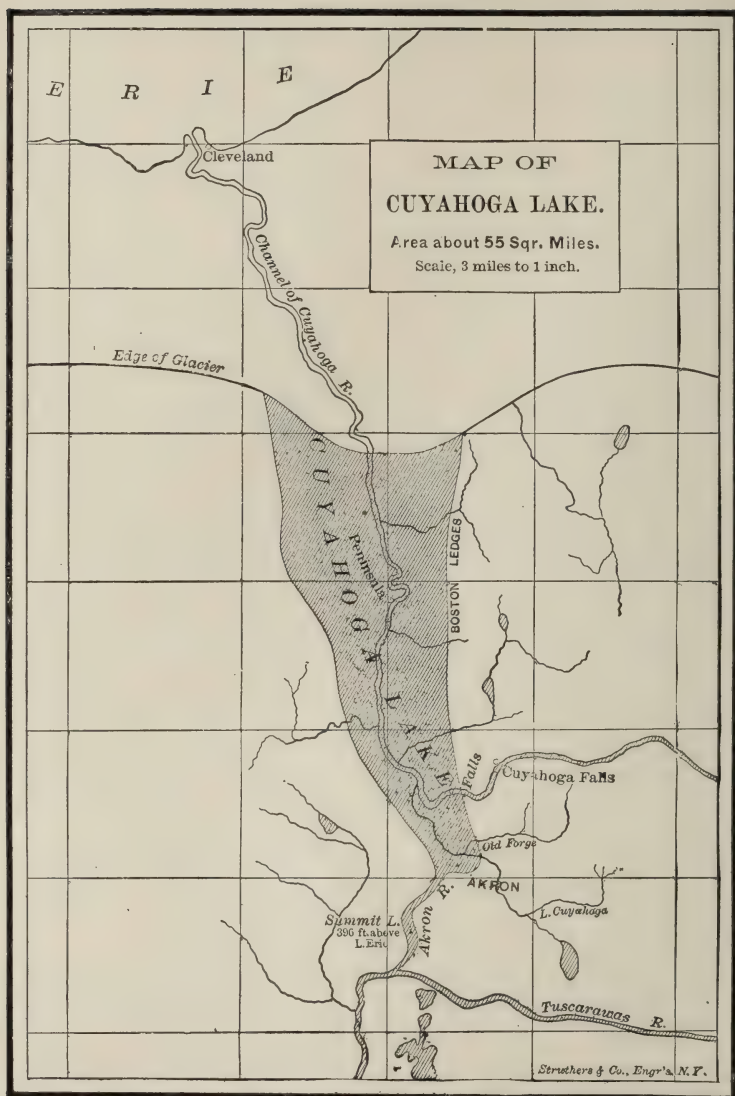 ERIE
Cleveland
MAP OF
CUYAHOGA LAKE.
Area about 55 Sqr. Miles.
Scale, 3 miles to 1 inch.
Channel of Cuyahoga R.
Edge of Glacier
CUYAHOGA LAKE
Peninsula
BOSTON LEDGES
Falls
Cuyahoga Falls
Old Forge
AKRON
L. Cuyahoga
Summit L.
396 ft. above
L. Erie
Akron R.
Tuscarawas R.
Struthers & Co., Engr's, N.Y.